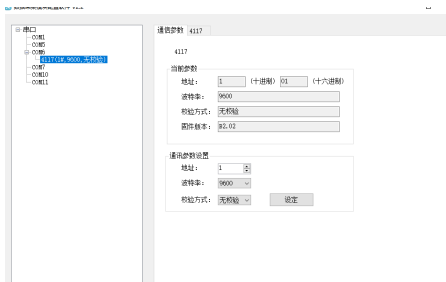 串口
COM1
COM5
COM6
4117(1#,9600,无校验)
COM7
COM10
COM11
通信参数 4117
4117
当前参数
地址: 1 (十进制) 01 (十六进制)
波特率: 9600
校验方式: 无校验
固件版本: M2.02
通讯参数设置
地址: 1
波特率: 9600
校验方式: 无校验 设定